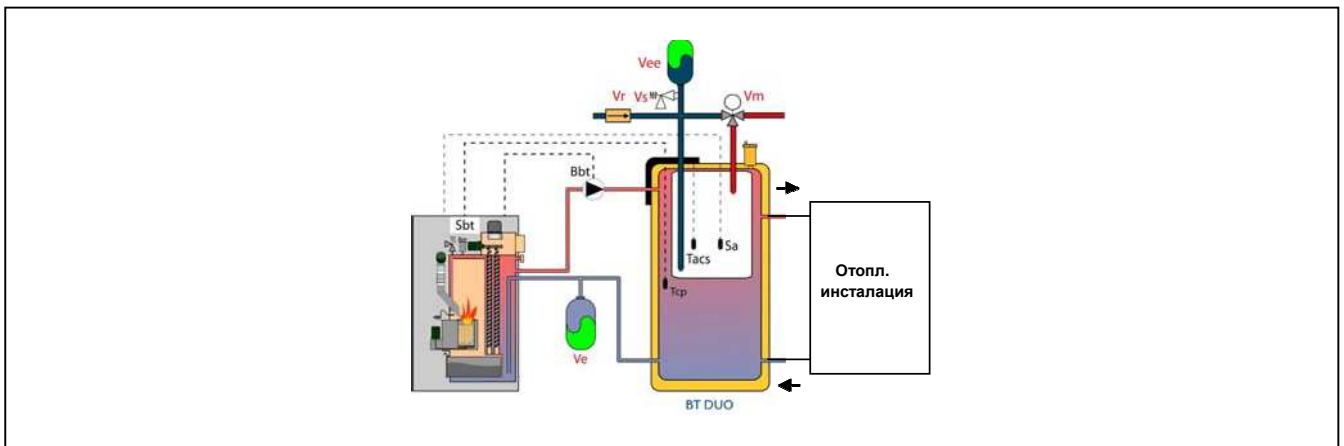 Vee
Vr
Vs
Vm
Bbt
Sbt
Tacs
Sa
Tcp
Отопл.
инсталация
Ve
BT DUO